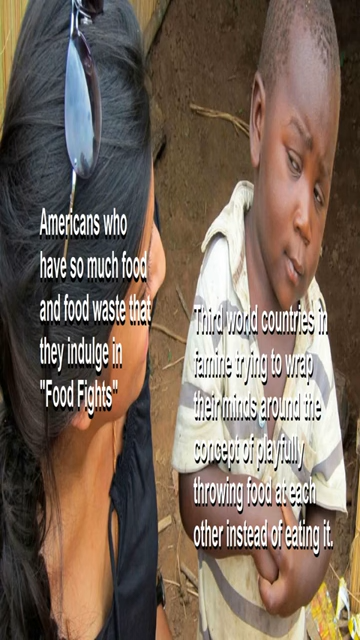 Americans who
have so much food
and food waste that
they indulge in
"Food Fights"
Third world countries in
famine trying to wrap
their minds around the
concept of playfully
throwing food at each
other instead of eating it.